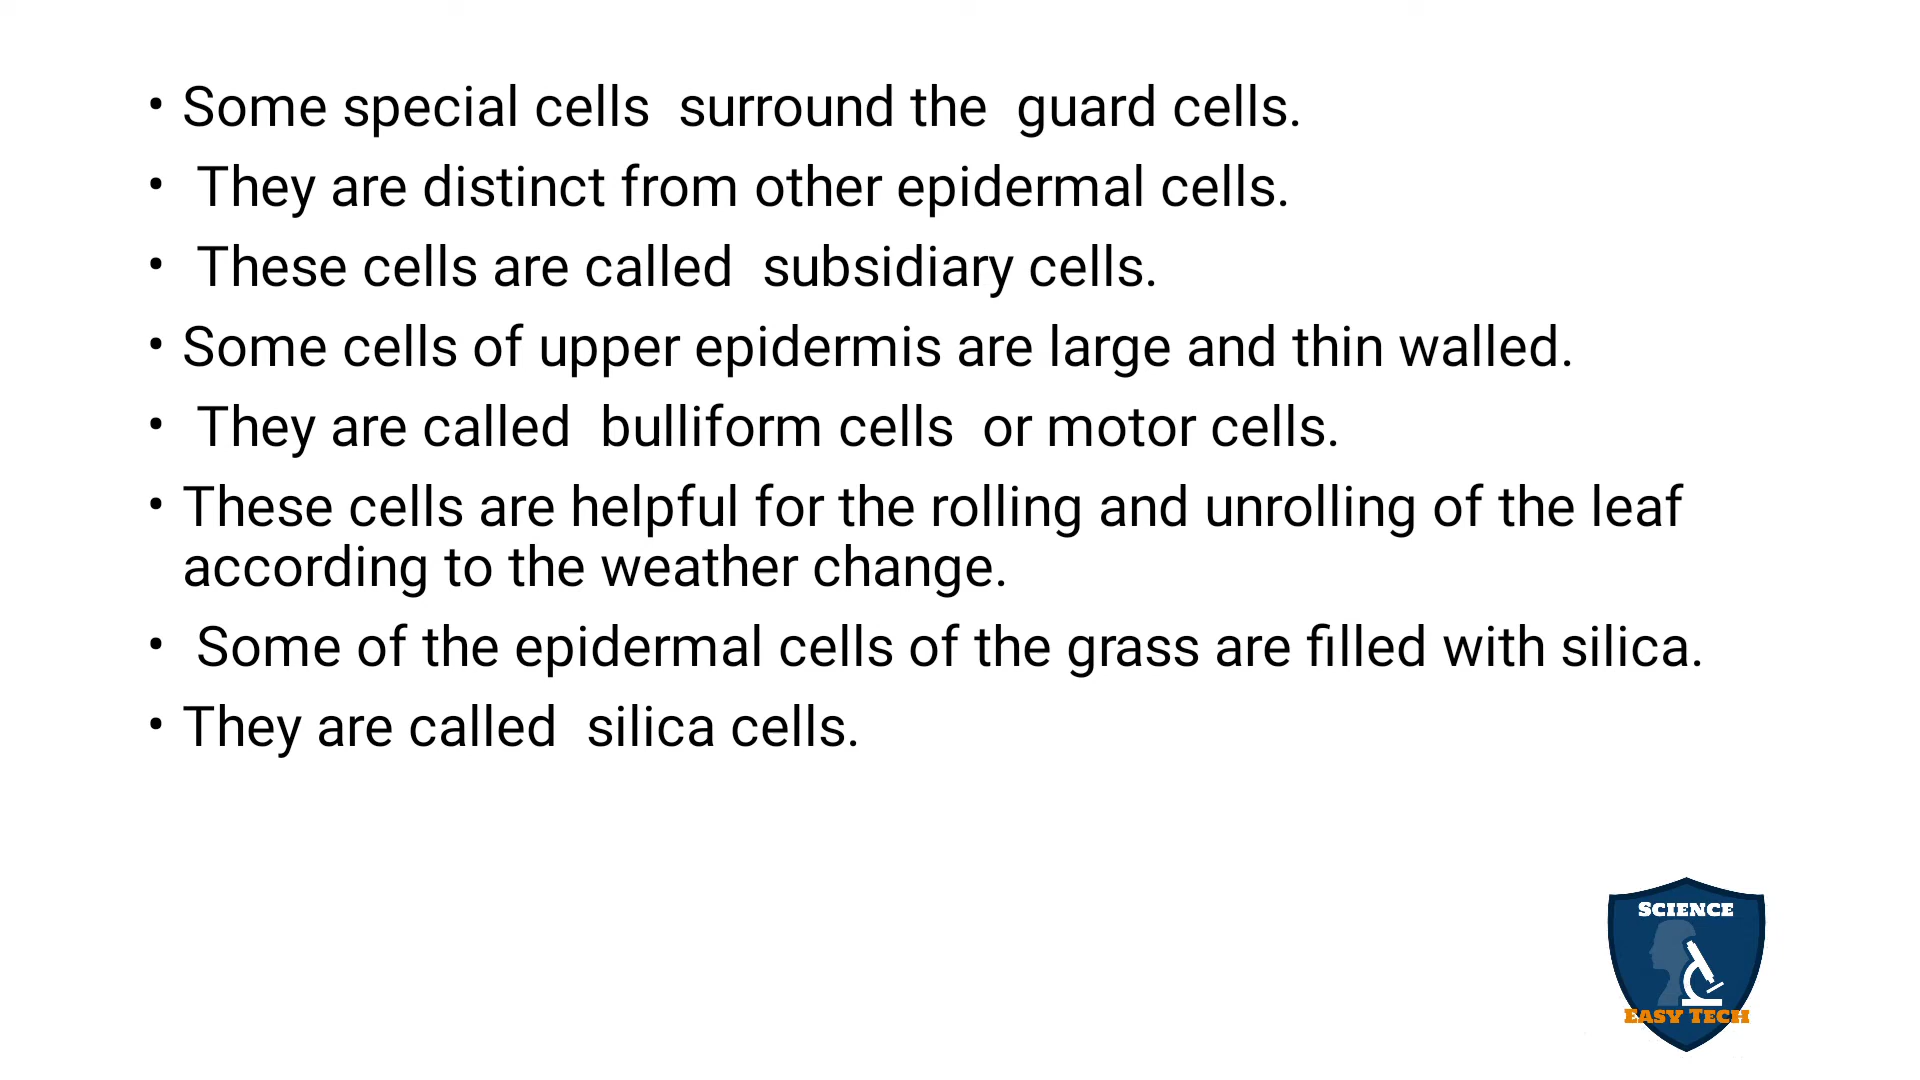 • Some special cells surround the guard cells.
• They are distinct from other epidermal cells.
• These cells are called subsidiary cells.
• Some cells of upper epidermis are large and thin walled.
• They are called bulliform cells or motor cells.
• These cells are helpful for the rolling and unrolling of the leaf
according to the weather change.
• Some of the epidermal cells of the grass are filled with silica.
• They are called silica cells.
SCIENCE
EASY TECH